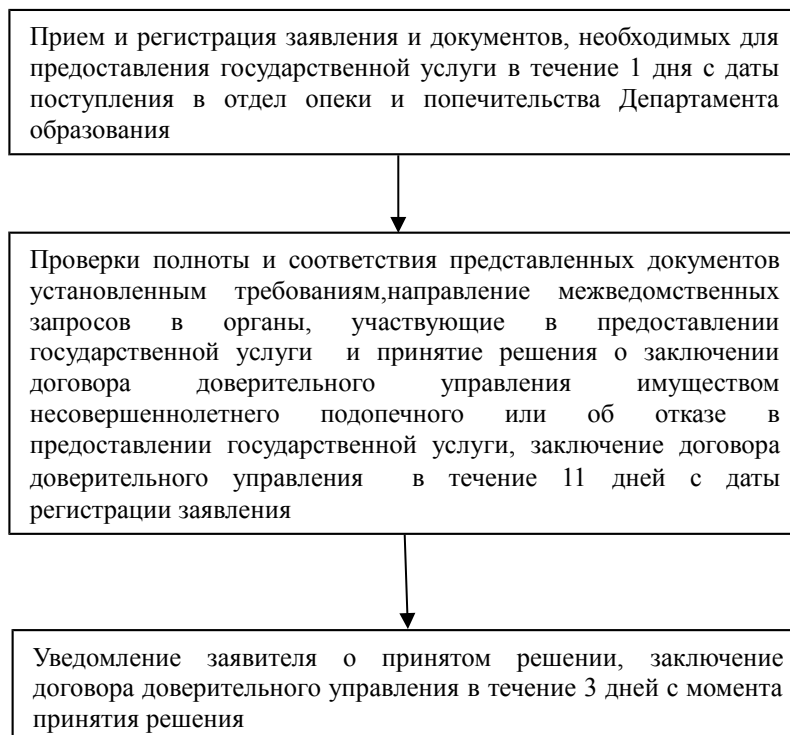 Прием и регистрация заявления и документов, необходимых для
предоставления государственной услуги в течение 1 дня с даты
поступления в отдел опеки и попечительства Департамента
образования
Проверки полноты и соответствия представленных документов
установленным требованиям,направление межведомственных
запросов в органы, участвующие в предоставлении
государственной услуги и принятие решения о заключении
договора доверительного управления имуществом
несовершеннолетнего подопечного или об отказе в
предоставлении государственной услуги, заключение договора
доверительного управления в течение 11 дней с даты
регистрации заявления
Уведомление заявителя о принятом решении, заключение
договора доверительного управления в течение 3 дней с момента
принятия решения